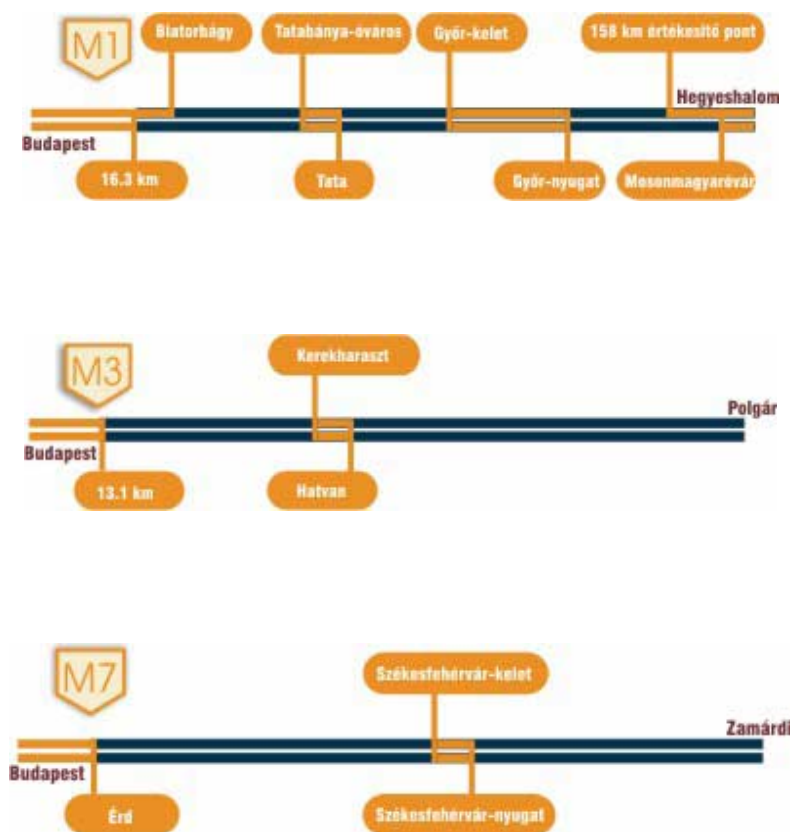 M1
Biatorbágy
Tatabánya-óváros
Győr-kelet
158 km értékesítő pont
Hegyeshalom
Budapest
16.3 km
Tata
Győr-nyugat
Mosonmagyaróvár
M3
Kerekharaszt
Polgár
Budapest
13.1 km
Hatvan
M7
Székesfehérvár-kelet
Zamárdi
Budapest
Érd
Székesfehérvár-nyugat